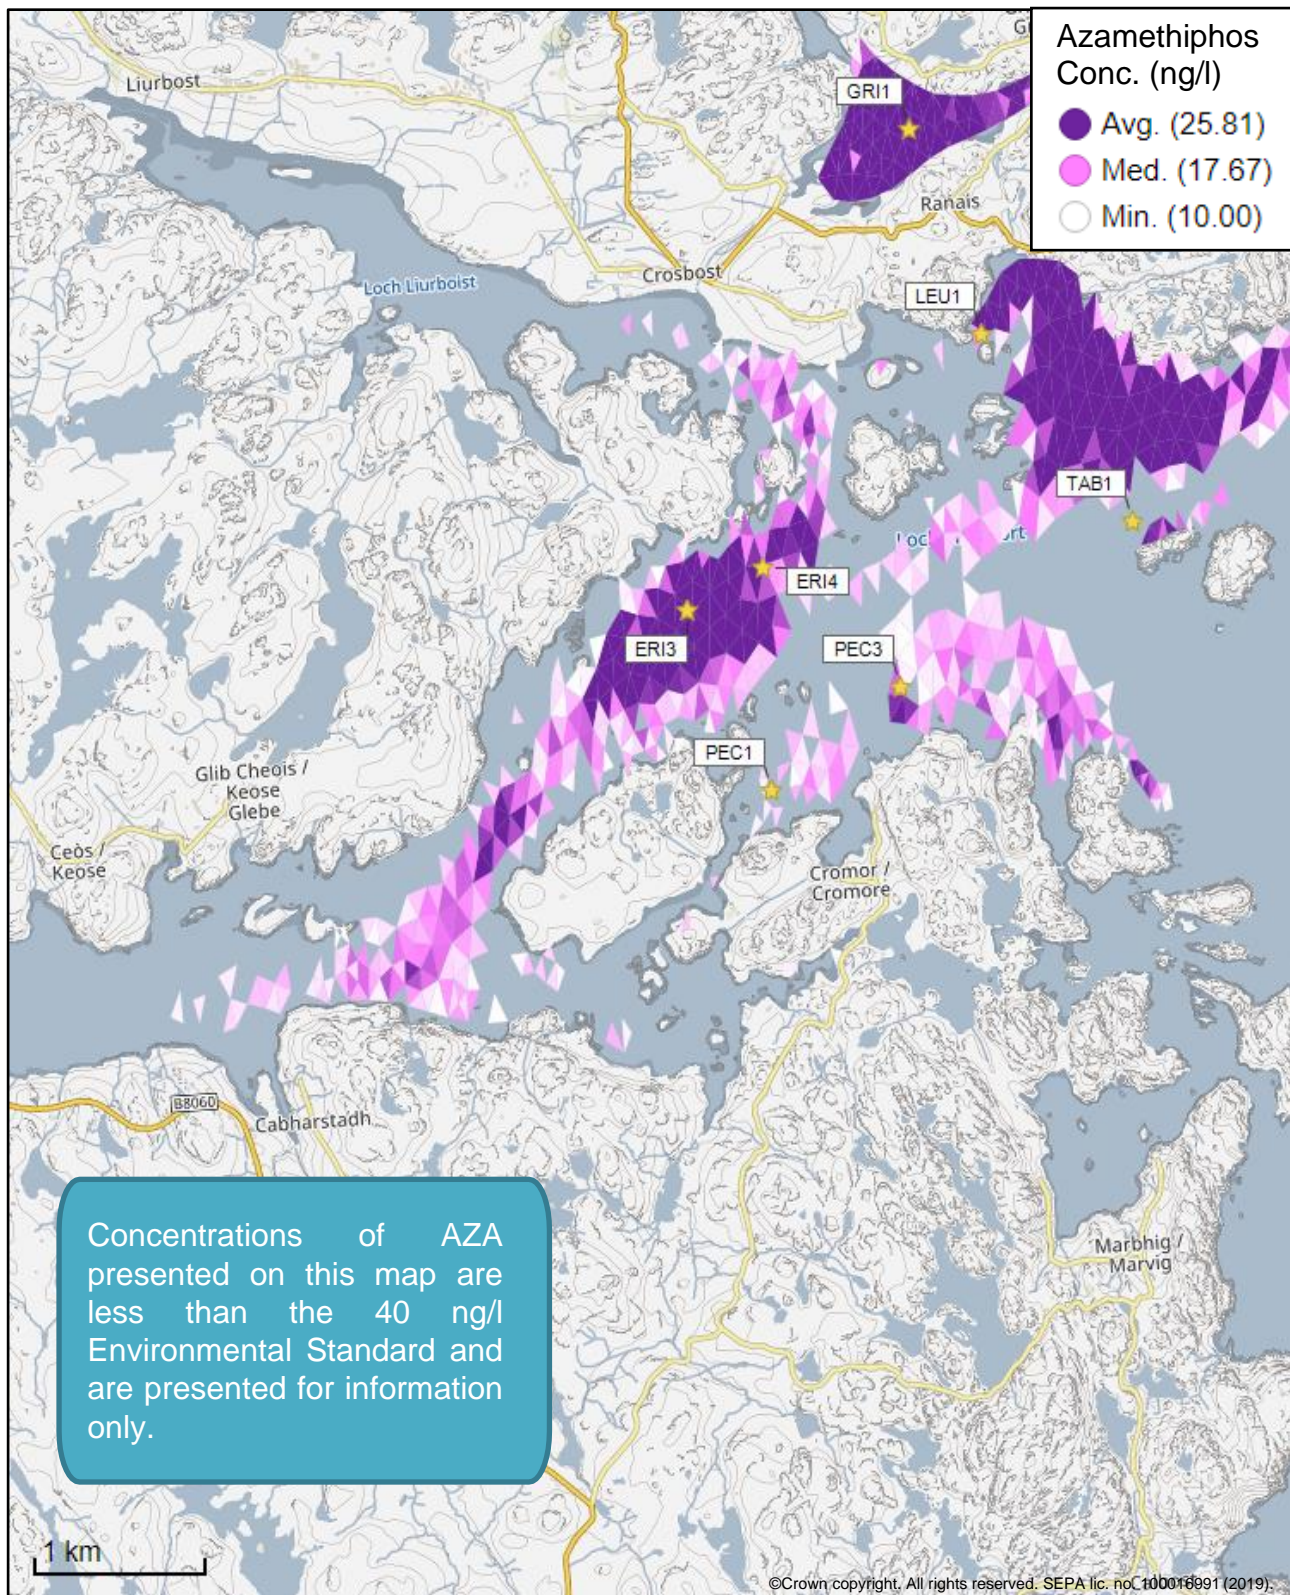 Azamethiphos
Conc. (ng/l)
Avg. (25.81)
Med. (17.67)
Min. (10.00)
Liurbost
GRI1
Ranais
Crosbost
Loch Liurboist
LEU1
TAB1
ERI4
ERI3
PEC3
PEC1
Glib Cheois /
Keose
Glebe
Ceòs /
Keose
Cromor /
Cromore
B8060
Cabharstadh
Marbhig /
Marvig
Concentrations of AZA
presented on this map are
less than the 40 ng/l
Environmental Standard and
are presented for information
only.
1 km
©Crown copyright. All rights reserved. SEPA lic. no. 100016991 (2019).